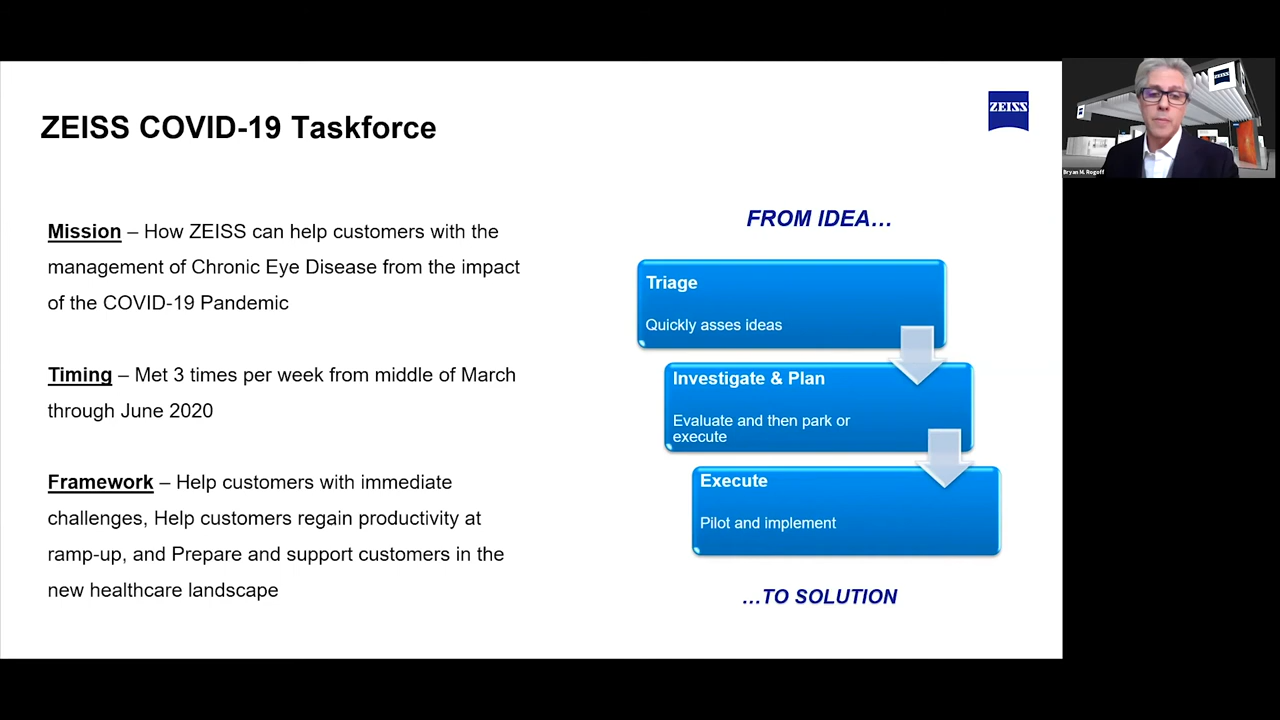 ZEISS COVID-19 Taskforce
ZEISS
ZEISS
ZEISS
Bryan M. Rogoff
Mission – How ZEISS can help customers with the
management of Chronic Eye Disease from the impact
of the COVID-19 Pandemic
Timing – Met 3 times per week from middle of March
through June 2020
Framework – Help customers with immediate
challenges, Help customers regain productivity at
ramp-up, and Prepare and support customers in the
new healthcare landscape
FROM IDEA…
Triage
Quickly asses ideas
Investigate & Plan
Evaluate and then park or
execute
Execute
Pilot and implement
…TO SOLUTION